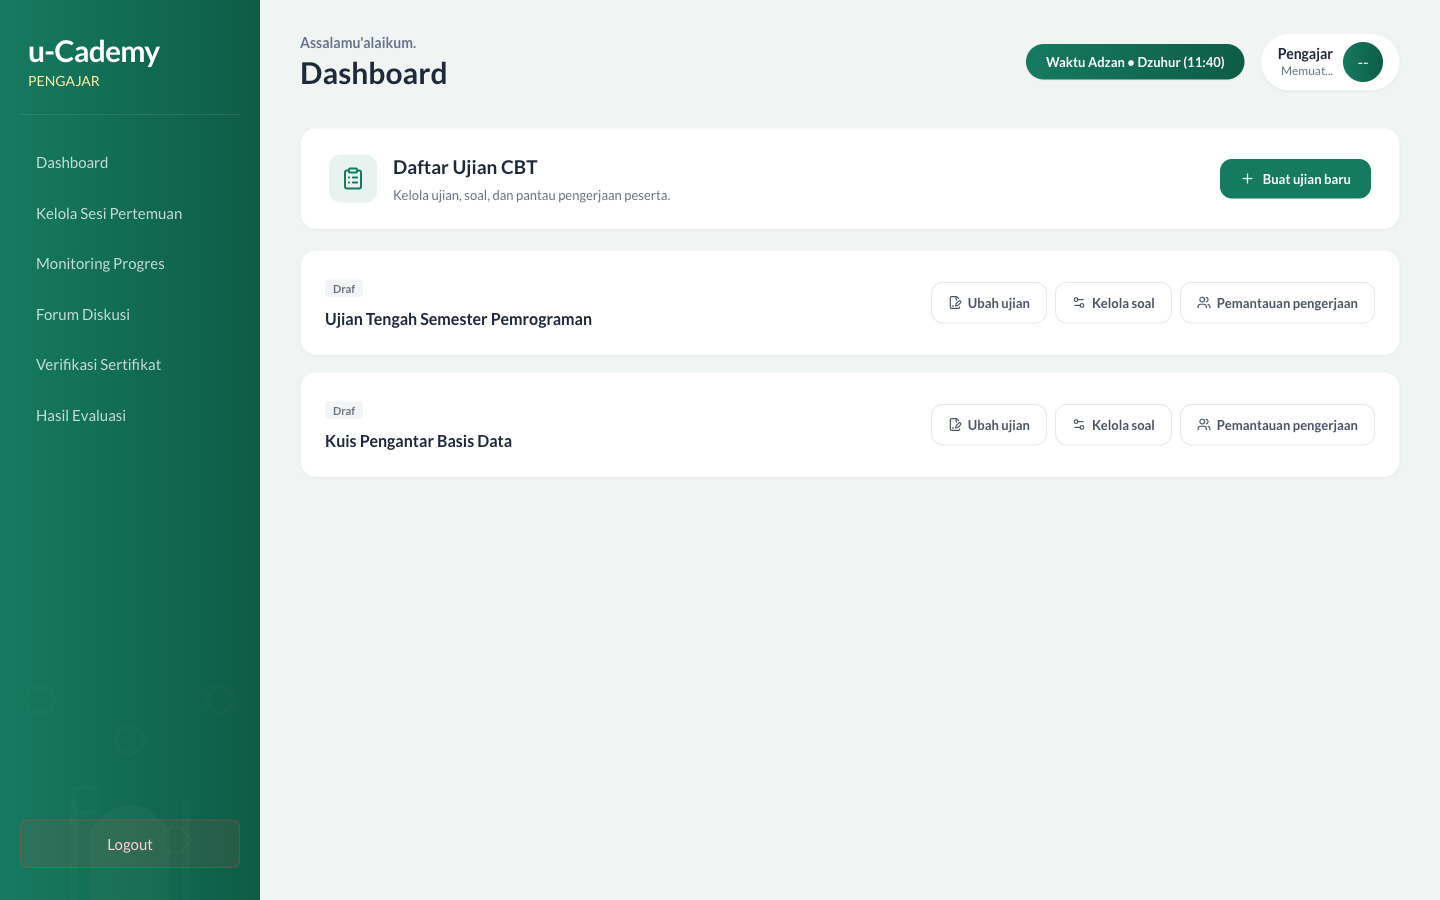 u-Cademy
PENGAJAR
Dashboard
Kelola Sesi Pertemuan
Monitoring Progres
Forum Diskusi
Verifikasi Sertifikat
Hasil Evaluasi
Logout
Assalamu'alaikum.
Dashboard
Waktu Adzan • Dzuhur (11:40)
Pengajar
Memuat...
--
Daftar Ujian CBT
Kelola ujian, soal, dan pantau pengerjaan peserta.
Buat ujian baru
Draf
Ujian Tengah Semester Pemrograman
Ubah ujian
Kelola soal
Pemantauan pengerjaan
Draf
Kuis Pengantar Basis Data
Ubah ujian
Kelola soal
Pemantauan pengerjaan